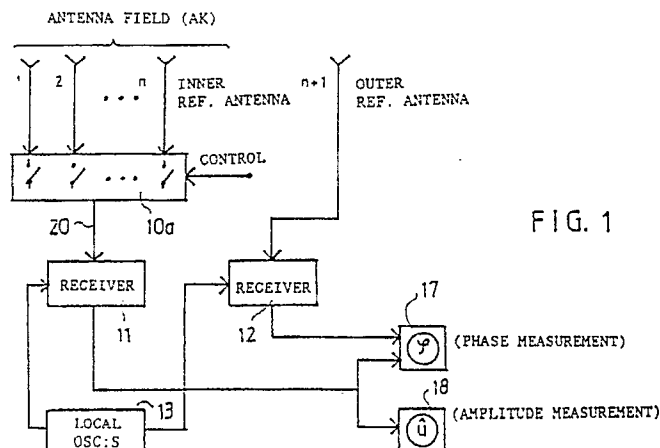 ANTENNA FIELD (AK)
1 2 n INNER REF. ANTENNA
n+1 OUTER REF. ANTENNA
CONTROL
20 10a
FIG. 1
RECEIVER RECEIVER
11 12
17
φ (PHASE MEASUREMENT)
18
û (AMPLITUDE MEASUREMENT)
13
LOCAL
OSC:S